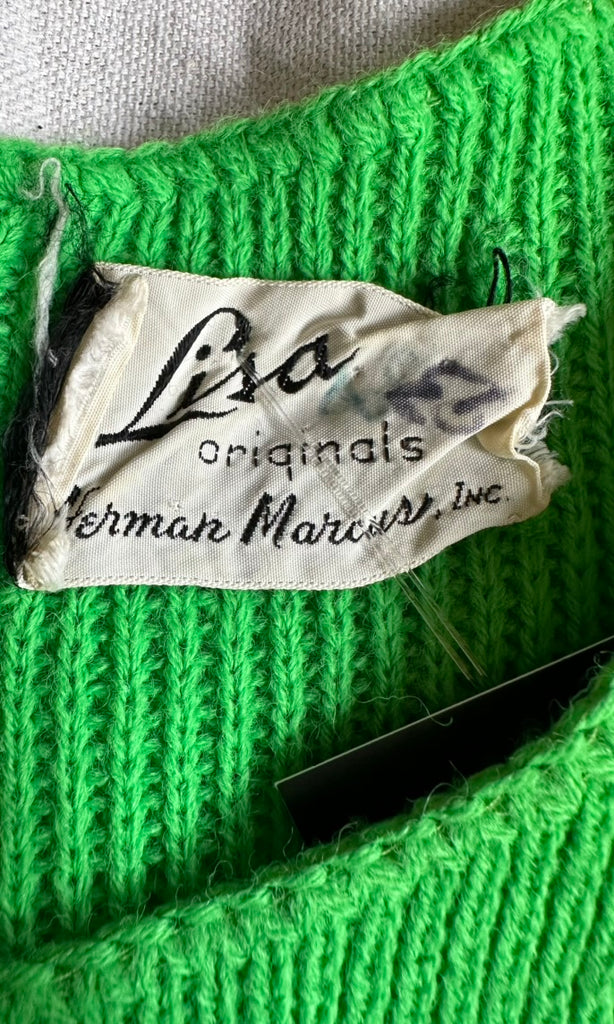 Lisa
originals
Herman Marcus, Inc.